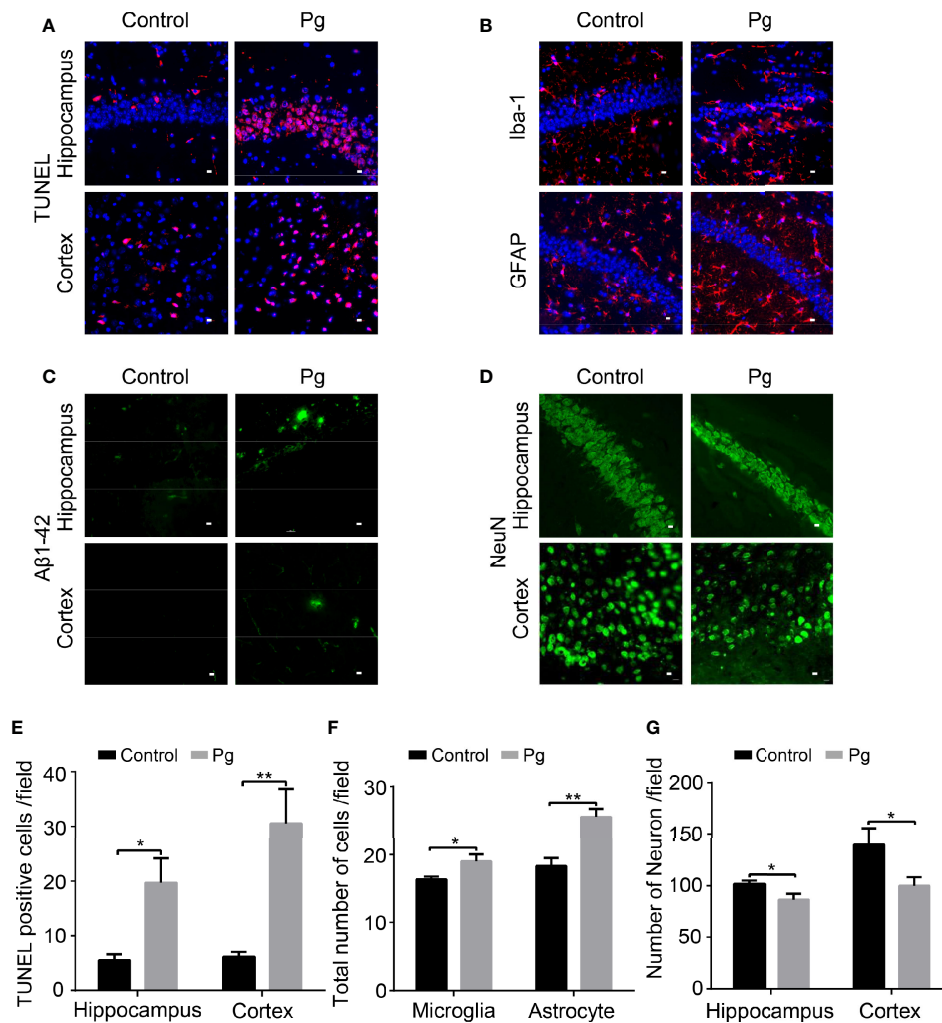 A
Control
Pg
TUNEL
Hippocampus
Cortex
B
Control
Pg
Iba-1
GFAP
C
Control
Pg
Aβ1-42
Hippocampus
Cortex
D
Control
Pg
NeuN
Hippocampus
Cortex
E
Control Pg
TUNEL positive cells /field
40
30
20
10
0
*
**
Hippocampus Cortex
F
Control Pg
Total number of cells /field
30
20
10
0
*
**
Microglia Astrocyte
G
Control Pg
Number of Neuron /field
200
150
100
50
0
*
*
Hippocampus Cortex